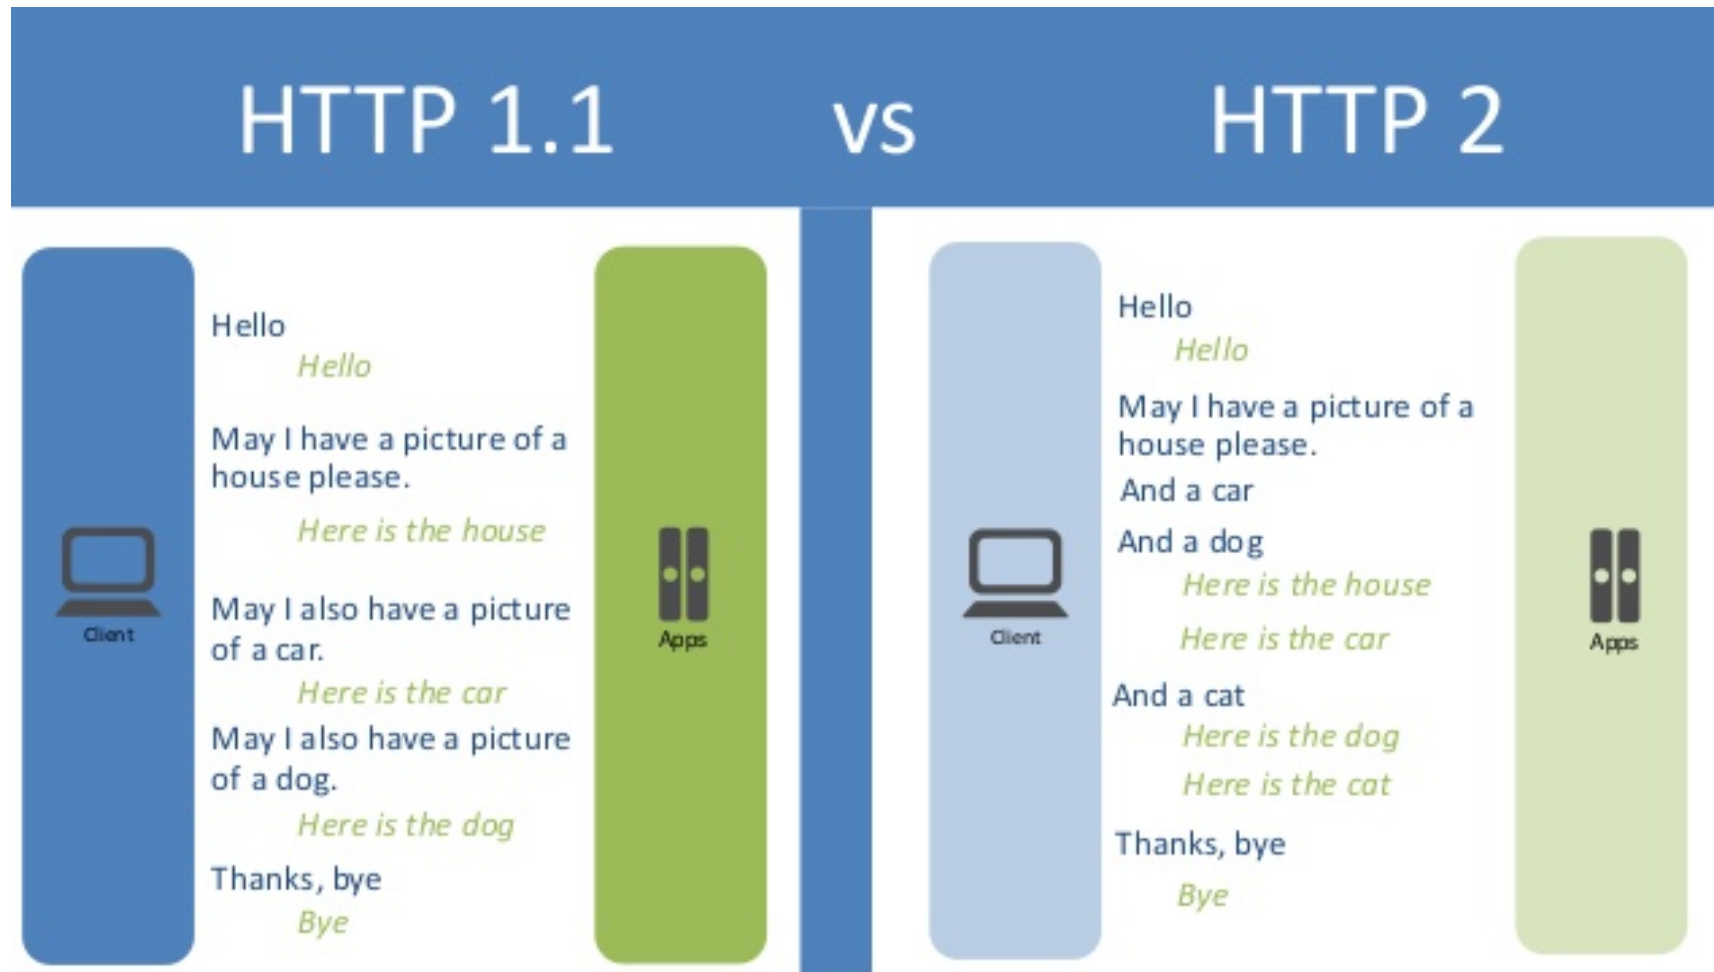 HTTP 1.1 vs HTTP 2
Hello
Hello
May I have a picture of a
house please.
Here is the house
May I also have a picture
of a car.
Here is the car
May I also have a picture
of a dog.
Here is the dog
Thanks, bye
Bye
Client
Apps
Hello
Hello
May I have a picture of a
house please.
And a car
And a dog
Here is the house
Here is the car
And a cat
Here is the dog
Here is the cat
Thanks, bye
Bye
Client
Apps